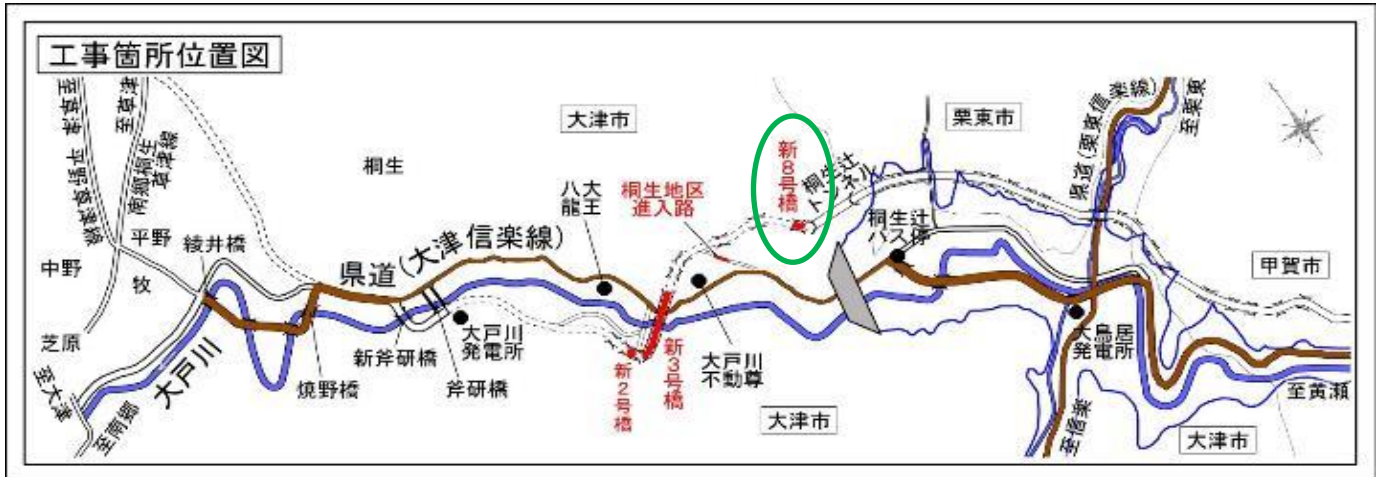 工事箇所位置図
至草津
平野草津線
至草津
南郷桐生
草津線
大津市
栗東市
県道(栗東信楽線)
至栗東
桐生
八大
龍王
桐生地区
進入路
新8号橋
桐生辻
トンネル
桐生辻
バス停
甲賀市
中野
平野
綾井橋
牧
県道(大津信楽線)
芝原
至大津
大戸川
至南郷
焼野橋
新斧研橋
斧研橋
大戸川
発電所
新2号橋
新3号橋
大戸川
不動尊
大津市
大鳥居
発電所
至信楽
至黄瀬
大津市